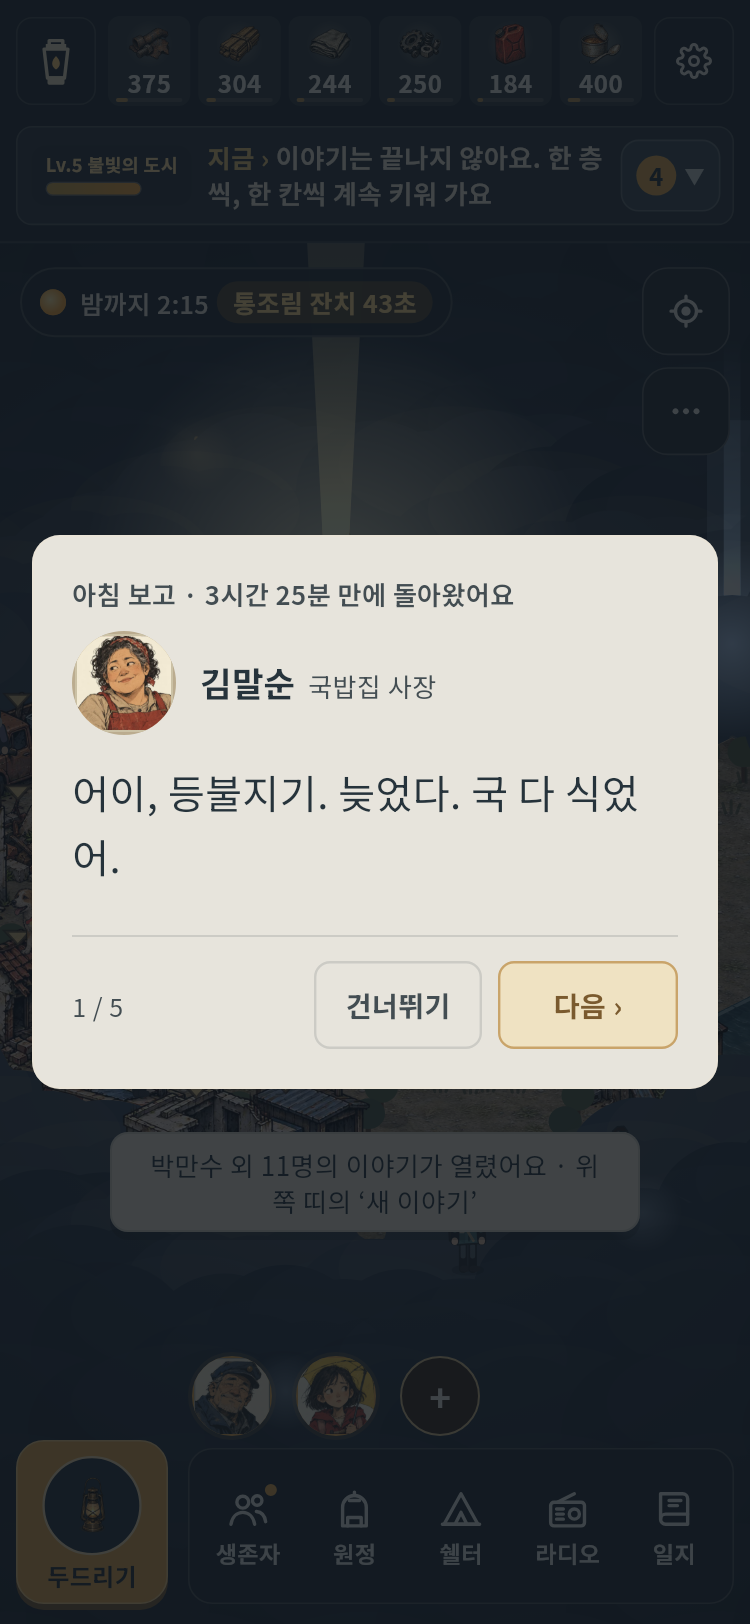 375 304 244 250 184 400
Lv.5 불빛의 도시
지금 › 이야기는 끝나지 않아요. 한 층
씩, 한 칸씩 계속 키워 가요
4
밤까지 2:15 통조림 잔치 43초
아침 보고 · 3시간 25분 만에 돌아왔어요
김말순 국밥집 사장
어이, 등불지기. 늦었다. 국 다 식었
어.
1 / 5
건너뛰기
다음 ›
박만수 외 11명의 이야기가 열렸어요 · 위
쪽 띠의 ‘새 이야기’
+
두드리기
생존자 원정 쉘터 라디오 일지